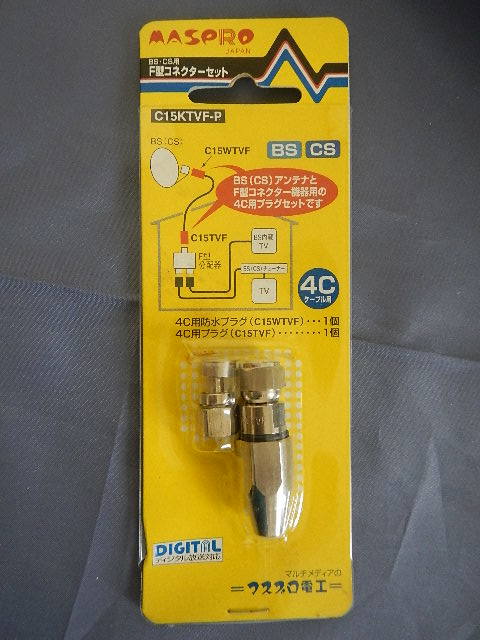 MASPRO
JAPAN
BS・CS用
F型コネクターセット
C15KTVF-P
BS CS
BS(CS)
C15WTVF
BS(CS)アンテナと
F型コネクター機器用の
4C用プラグセットです
C15TVF
F型
分配器
BS内蔵
TV
BS(CS)チューナー
TV
4C
ケーブル用
4C用防水プラグ(C15WTVF)・・・1個
4C用プラグ(C15TVF)・・・・・・・・1個
DIGITAL
ディジタル放送対応
マルチメディアの
マスプロ電工